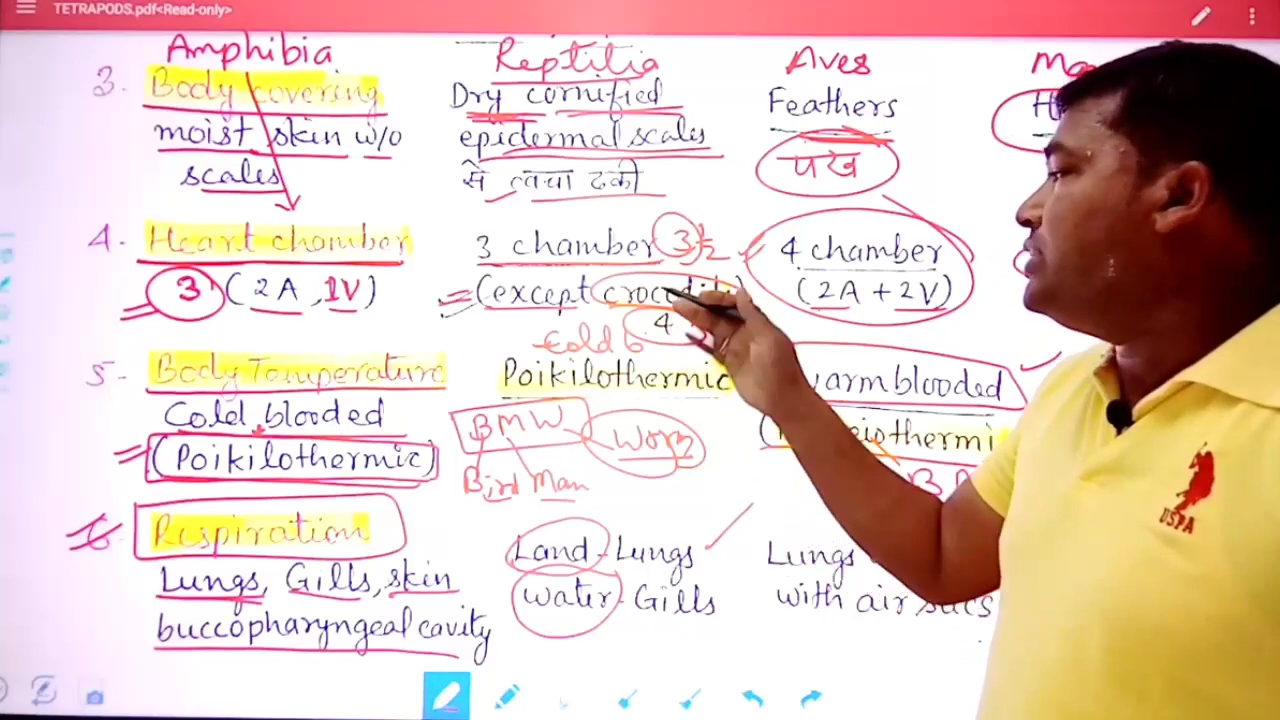 TETRAPODS.pdf<Read-only>
Amphibia Reptilia Aves
3. Body covering Dry cornified Feathers
moist skin w/o epidermal scales पंख
scales से त्वचा ढकी
4. Heart chamber 3 chamber 3½ 4 chamber
3 (2A, 1V) (except (2A + 2V)
4
Cold b
5- Body Temperature Poikilothermic warmblooded
Cold blooded BMW Worm
(Poikilothermic) Bird Man
6 Respiration Land - Lungs Lungs
Lungs, Gills, skin water - Gills with air sacs
buccopharyngeal cavity
USPA